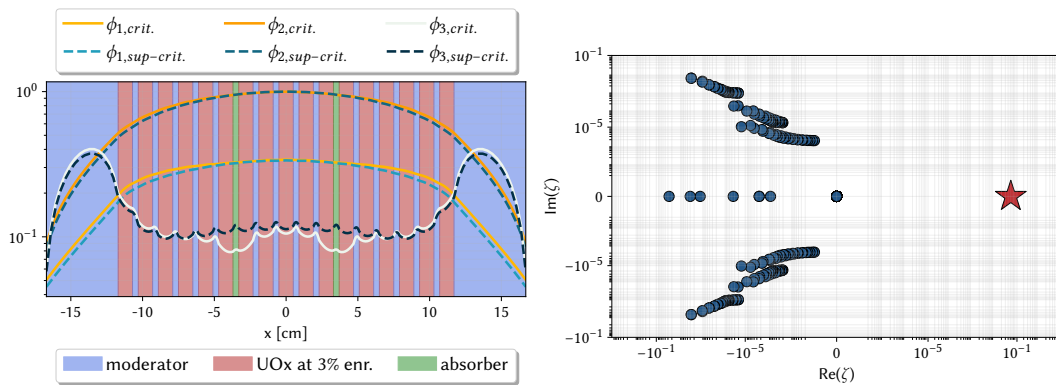 ϕ1,crit. ϕ2,crit. ϕ3,crit.
ϕ1,sup−crit. ϕ2,sup−crit. ϕ3,sup−crit.
10^0
10^−1
-15 -10 -5 0 5 10 15
x [cm]
moderator UOx at 3% enr. absorber
10^−1
10^−5
0
−10^−5
−10^−1
Im(ζ)
−10^−1 −10^−5 0 10^−5 10^−1
Re(ζ)